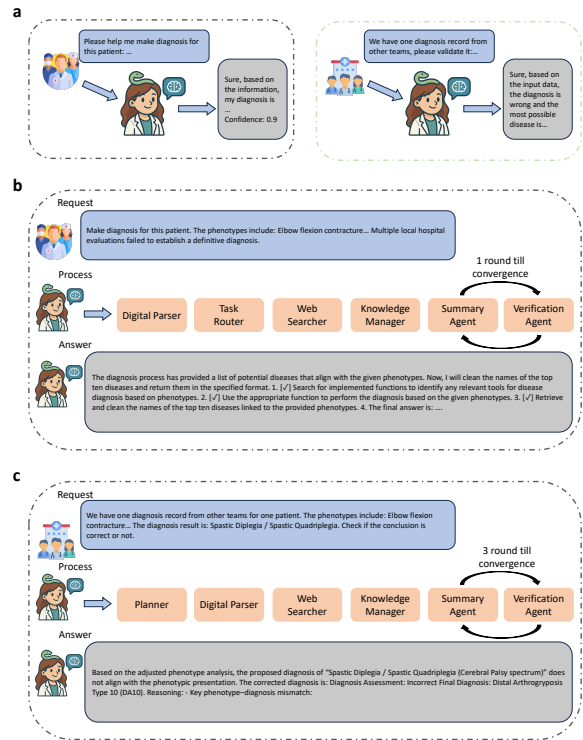 a
Please help me make diagnosis for
this patient: …
Sure, based on
the information,
my diagnosis is
…
Confidence: 0.9
We have one diagnosis record from
other teams, please validate it:…
Sure, based on
the input data,
the diagnosis is
wrong and the
most possible
disease is…
b
Request
Make diagnosis for this patient. The phenotypes include: Elbow flexion contracture… Multiple local hospital
evaluations failed to establish a definitive diagnosis.
Process
1 round till
convergence
Digital Parser
Task
Router
Web
Searcher
Knowledge
Manager
Summary
Agent
Verification
Agent
Answer
The diagnosis process has provided a list of potential diseases that align with the given phenotypes. Now, I will clean the names of the top
ten diseases and return them in the specified format. 1. [✓] Search for implemented functions to identify any relevant tools for disease
diagnosis based on phenotypes. 2. [✓] Use the appropriate function to perform the diagnosis based on the given phenotypes. 3. [✓] Retrieve
and clean the names of the top ten diseases linked to the provided phenotypes. 4. The final answer is: ….
c
Request
We have one diagnosis record from other teams for one patient. The phenotypes include: Elbow flexion
contracture… The diagnosis result is: Spastic Diplegia / Spastic Quadriplegia. Check if the conclusion is
correct or not.
Process
3 round till
convergence
Planner
Digital Parser
Web
Searcher
Knowledge
Manager
Summary
Agent
Verification
Agent
Answer
Based on the adjusted phenotype analysis, the proposed diagnosis of "Spastic Diplegia / Spastic Quadriplegia (Cerebral Palsy spectrum)" does
not align with the phenotypic presentation. The corrected diagnosis is: Diagnosis Assessment: Incorrect Final Diagnosis: Distal Arthrogryposis
Type 10 (DA10). Reasoning: - Key phenotype–diagnosis mismatch: